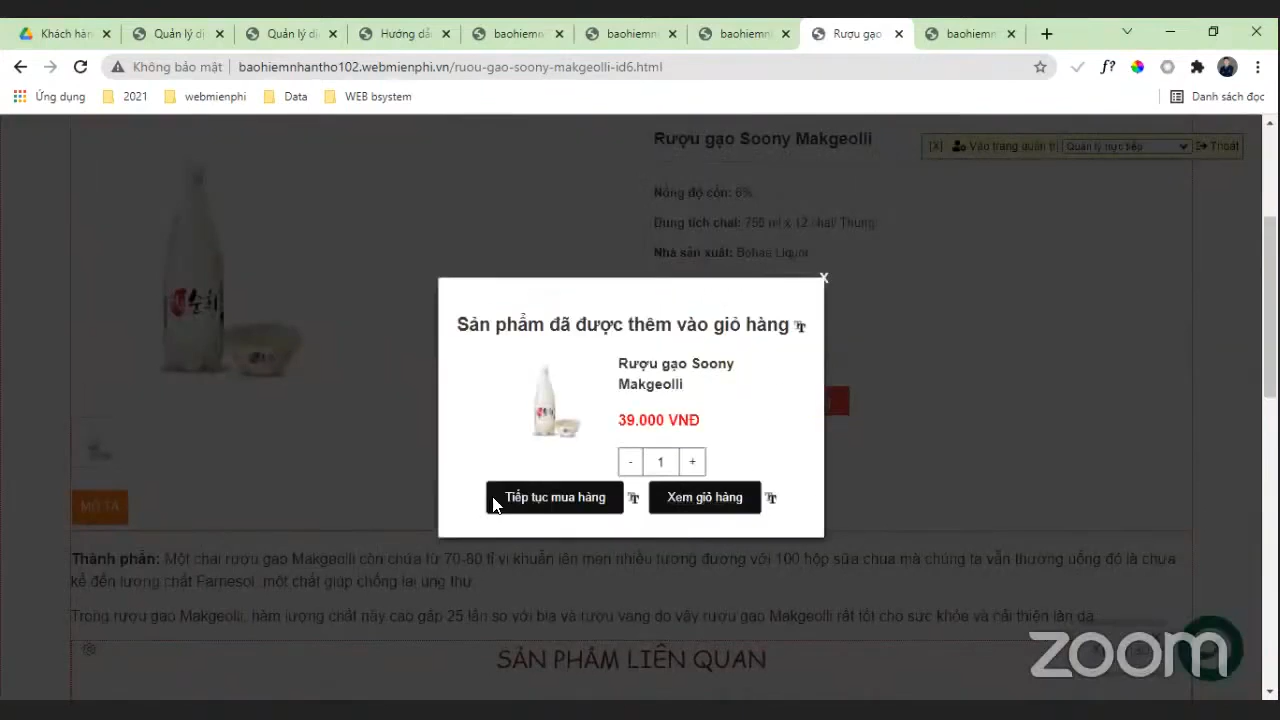 Khách hàn
Quản lý di
Quản lý di
Hướng dẫ
baohiemn
baohiemn
baohiemn
Rượu gạo
baohiemn
Không bảo mật
baohiemnhantho102.webmienphi.vn/ruou-gao-soony-makgeolli-id6.html
Ứng dụng
2021
webmienphi
Data
WEB bsystem
Danh sách đọc
Rượu gạo Soony Makgeolli
[X] Vào trang quản trị Quản lý trực tiếp Thoát
Nồng độ cồn: 6%
Dung tích chai: 750 ml x 12 chai/ Thùng
Nhà sản xuất: Bohae Liquor
x
Sản phẩm đã được thêm vào giỏ hàng
Rượu gạo Soony
Makgeolli
39.000 VNĐ
- 1 +
Tiếp tục mua hàng
Xem giỏ hàng
MÔ TẢ
Thành phần: Một chai rượu gạo Makgeolli còn chứa từ 70-80 tỉ vi khuẩn lên men nhiều tương đương với 100 hộp sữa chua mà chúng ta vẫn thường uống đó là chưa
kể đến lượng chất Farnesol, một chất giúp chống lại ung thư.
Trong rượu gạo Makgeolli, hàm lượng chất này cao gấp 25 lần so với bia và rượu vang do vậy rượu gạo Makgeolli rất tốt cho sức khỏe và cải thiện làn da.
SẢN PHẨM LIÊN QUAN
zoom